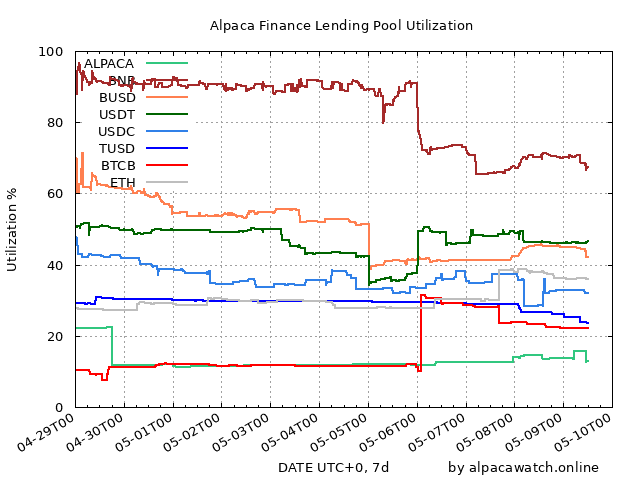 Alpaca Finance Lending Pool Utilization
100
80
60
40
20
0
Utilization %
ALPACA
BNB
BUSD
USDT
USDC
TUSD
BTCB
ETH
04-29T00
04-30T00
05-01T00
05-02T00
05-03T00
05-04T00
05-05T00
05-06T00
05-07T00
05-08T00
05-09T00
05-10T00
DATE UTC+0, 7d
by alpacawatch.online